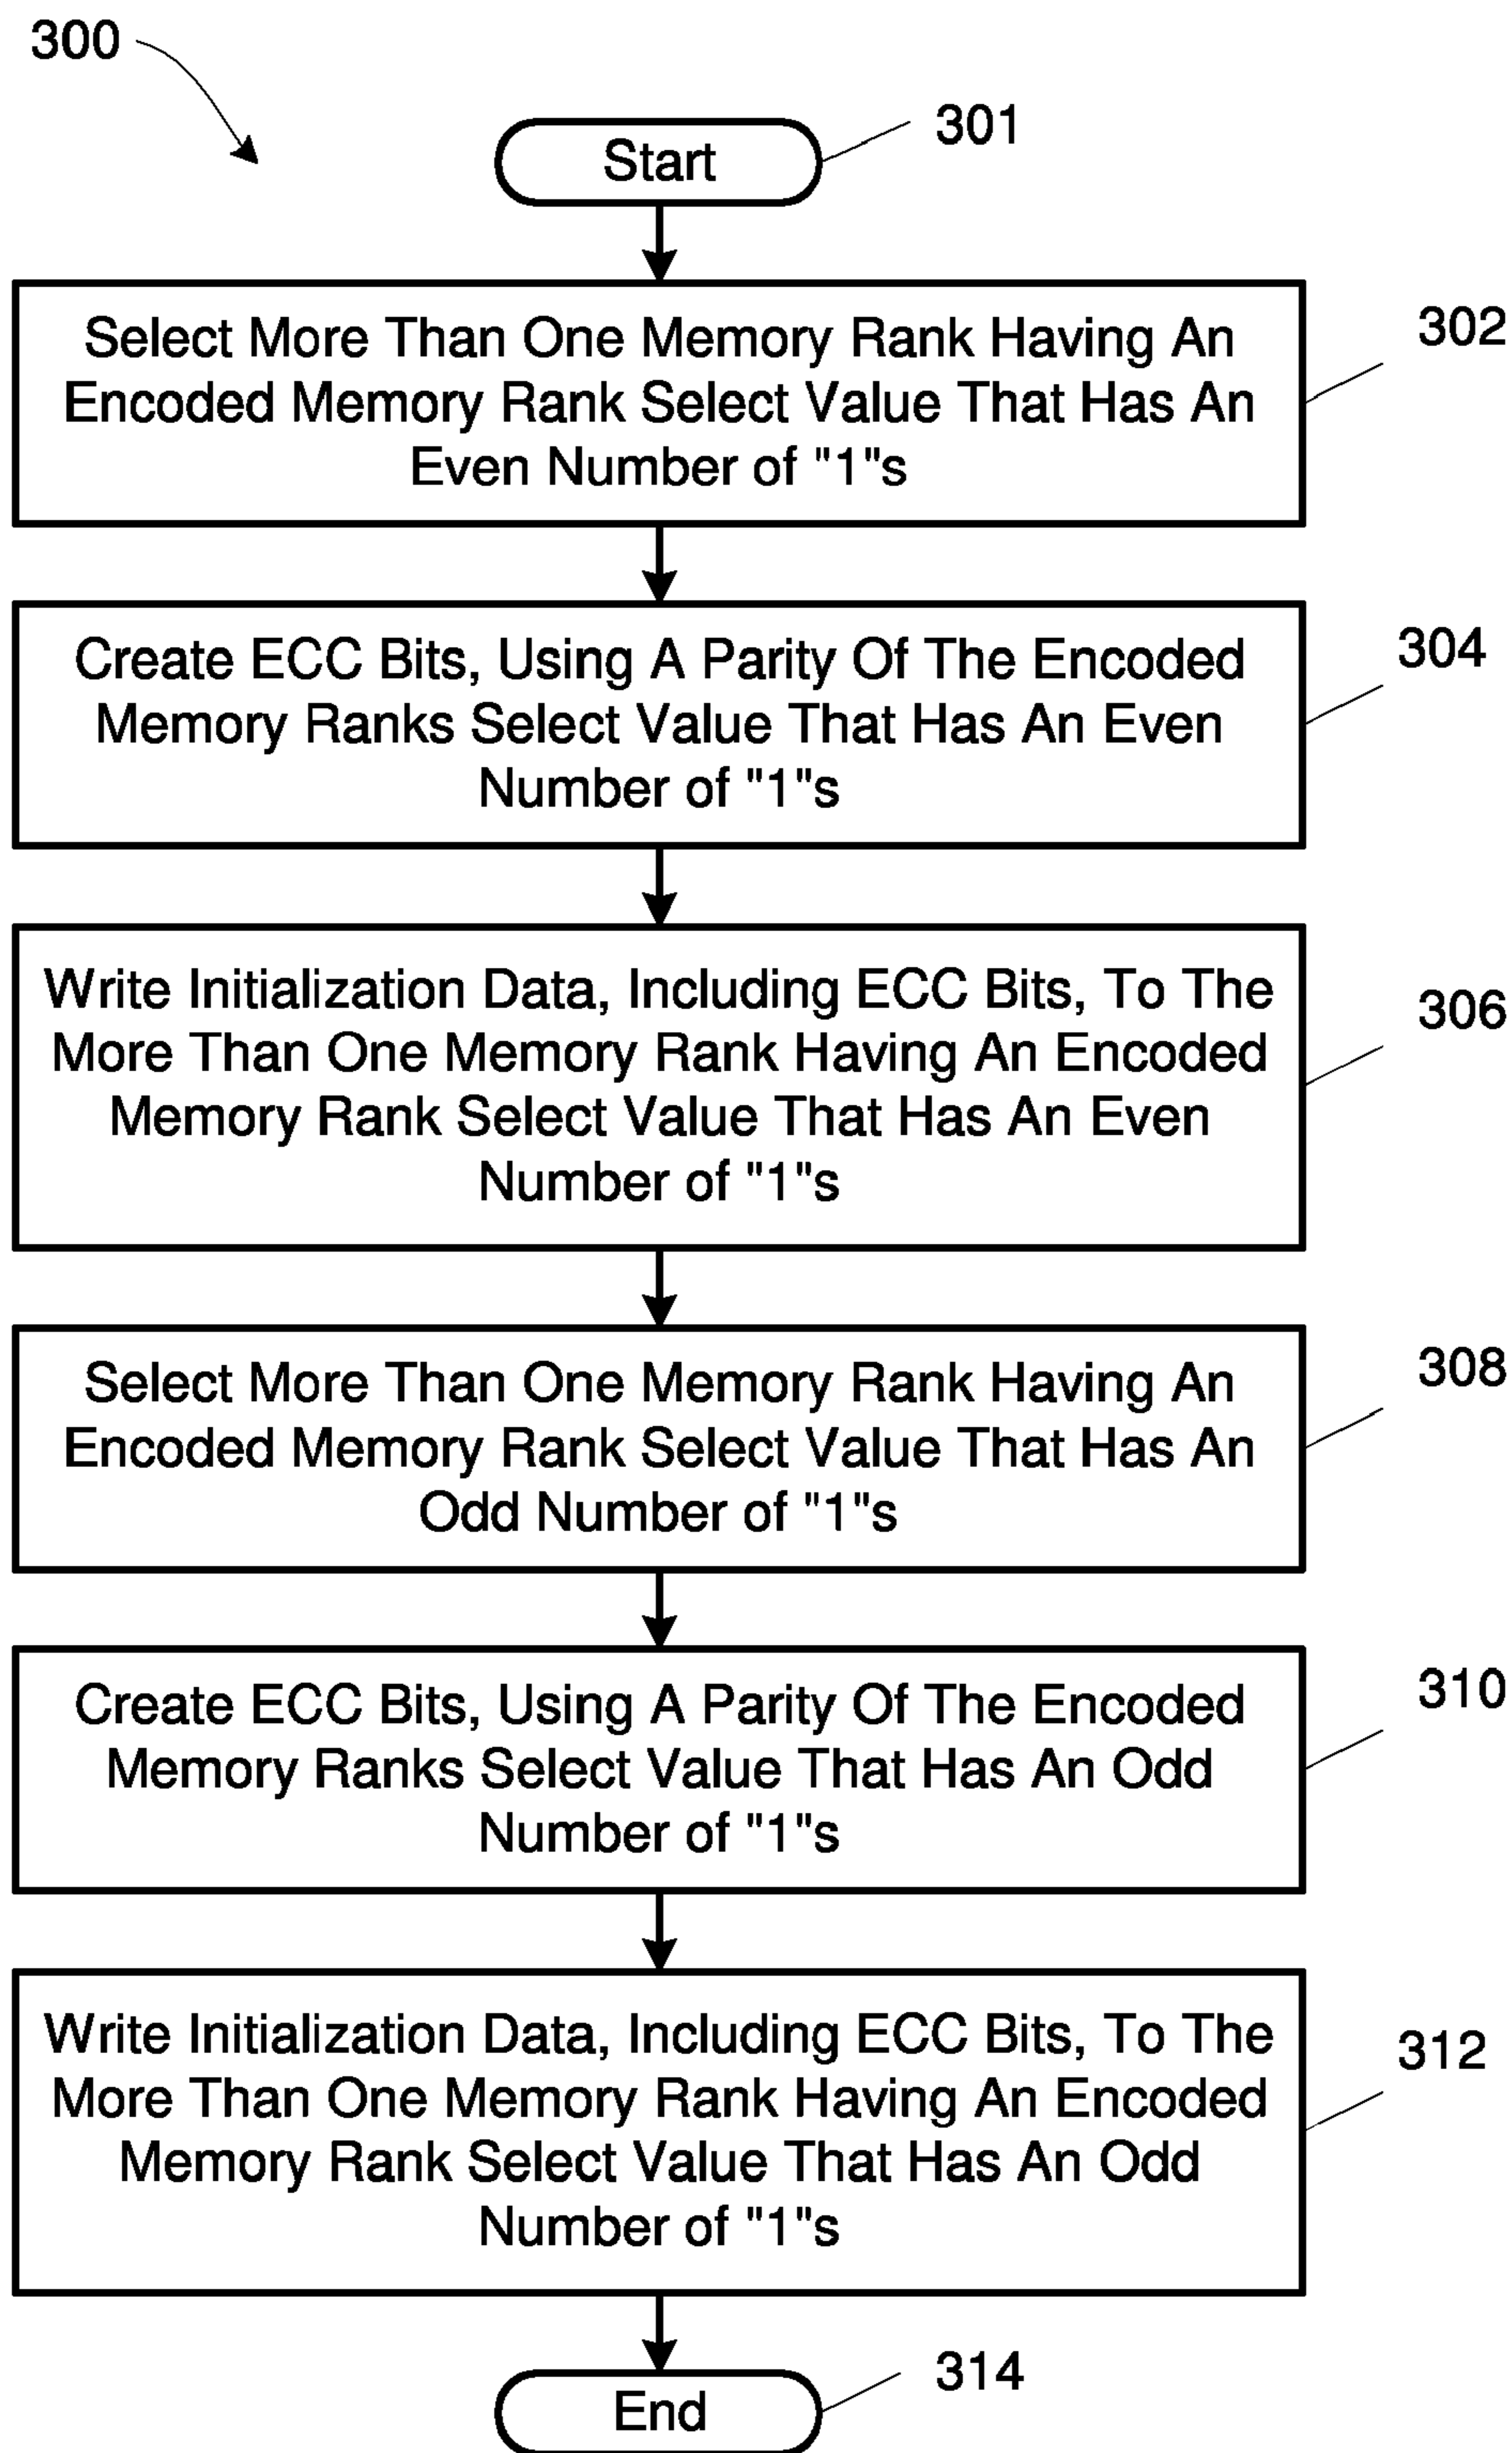 300
301
Start
302
Select More Than One Memory Rank Having An
Encoded Memory Rank Select Value That Has An
Even Number of "1"s
304
Create ECC Bits, Using A Parity Of The Encoded
Memory Ranks Select Value That Has An Even
Number of "1"s
306
Write Initialization Data, Including ECC Bits, To The
More Than One Memory Rank Having An Encoded
Memory Rank Select Value That Has An Even
Number of "1"s
308
Select More Than One Memory Rank Having An
Encoded Memory Rank Select Value That Has An
Odd Number of "1"s
310
Create ECC Bits, Using A Parity Of The Encoded
Memory Ranks Select Value That Has An Odd
Number of "1"s
312
Write Initialization Data, Including ECC Bits, To The
More Than One Memory Rank Having An Encoded
Memory Rank Select Value That Has An Odd
Number of "1"s
314
End